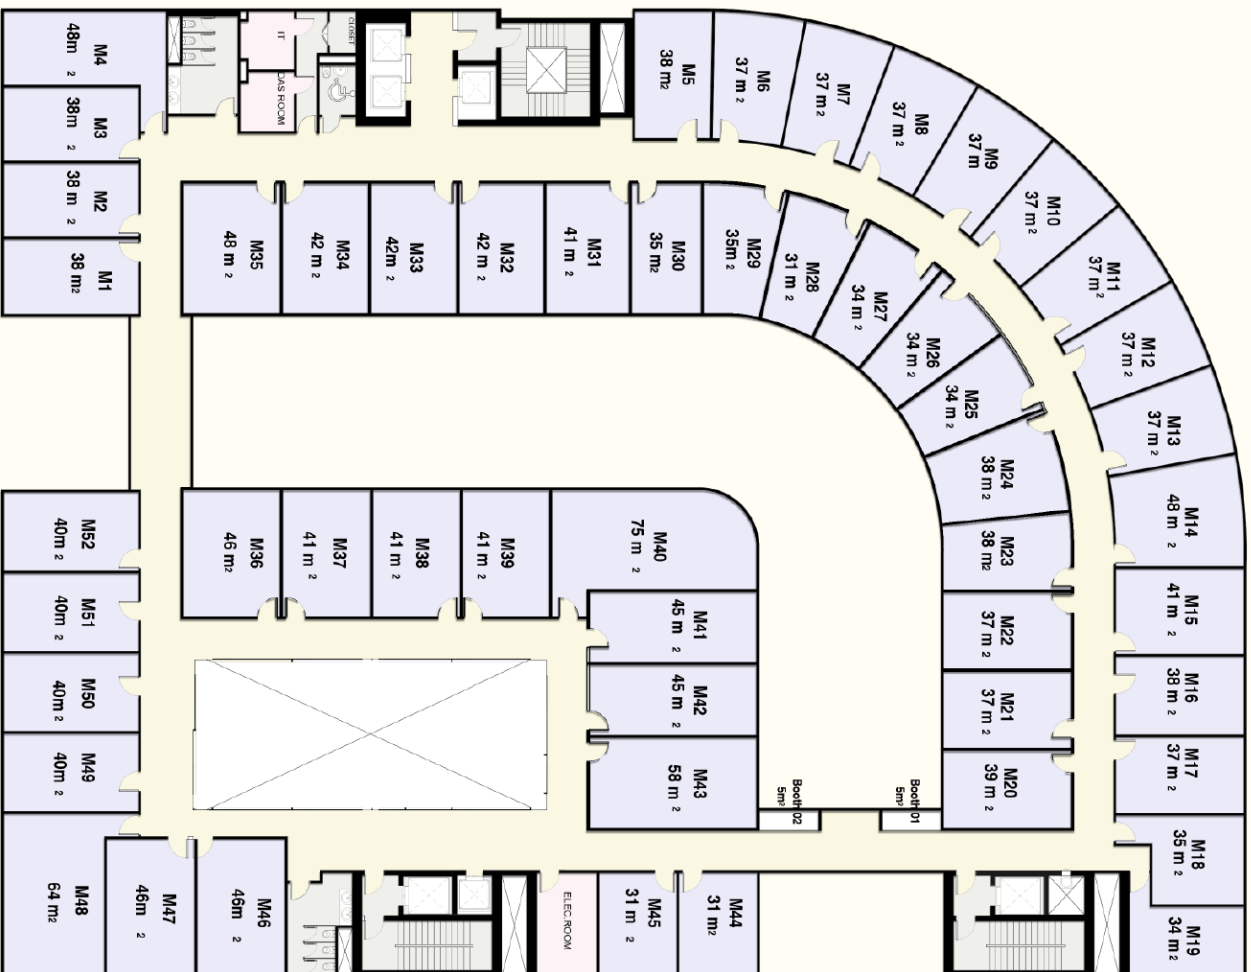 M4
48m 2
IT
CLOSET
DAS ROOM
M3
38m 2
M2
38 m 2
M1
38 m2
M5
38 m2
M6
37 m 2
M7
37 m 2
M8
37 m 2
M9
37 m 2
M10
37 m 2
M11
37 m 2
M12
37 m 2
M13
37 m 2
M14
48 m 2
M15
41 m 2
M16
38 m 2
M17
37 m 2
M18
35 m 2
M19
34 m 2
M35
48 m 2
M34
42 m 2
M33
42m 2
M32
42 m 2
M31
41 m 2
M30
35 m2
M29
35m 2
M28
31 m 2
M27
34 m 2
M26
34 m 2
M25
34 m 2
M24
38 m 2
M23
38 m2
M22
37 m 2
M21
37 m 2
M20
39 m 2
M36
46 m2
M37
41 m 2
M38
41 m 2
M39
41 m 2
M40
75 m 2
M41
45 m 2
M42
45 m 2
M43
58 m 2
Booth 02
5m2
Booth 01
5m2
M52
40m 2
M51
40m 2
M50
40m 2
M49
40m 2
M48
64 m2
M47
46m 2
M46
46m 2
ELEC.ROOM
M45
31 m 2
M44
31 m2